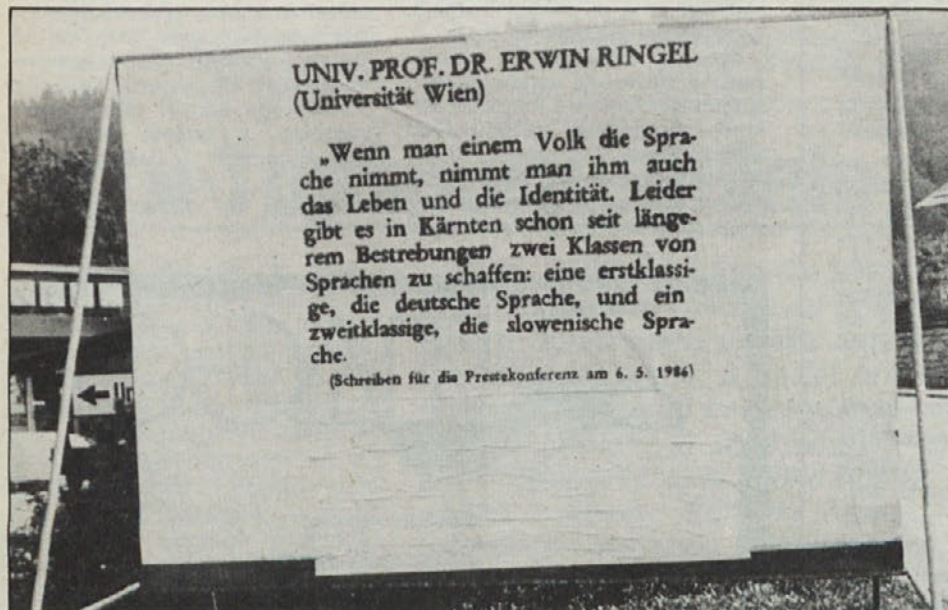 UNIV. PROF. DR. ERWIN RINGEL
(Universität Wien)
„Wenn man einem Volk die Spra-
che nimmt, nimmt man ihm auch
das Leben und die Identität. Leider
gibt es in Kärnten schon seit länge-
rem Bestrebungen zwei Klassen von
Sprachen zu schaffen: eine erstklassi-
ge, die deutsche Sprache, und ein
zweitklassige, die slowenische Spra-
che.
(Schreiben für die Pressekonferenz am 6. 5. 1986)